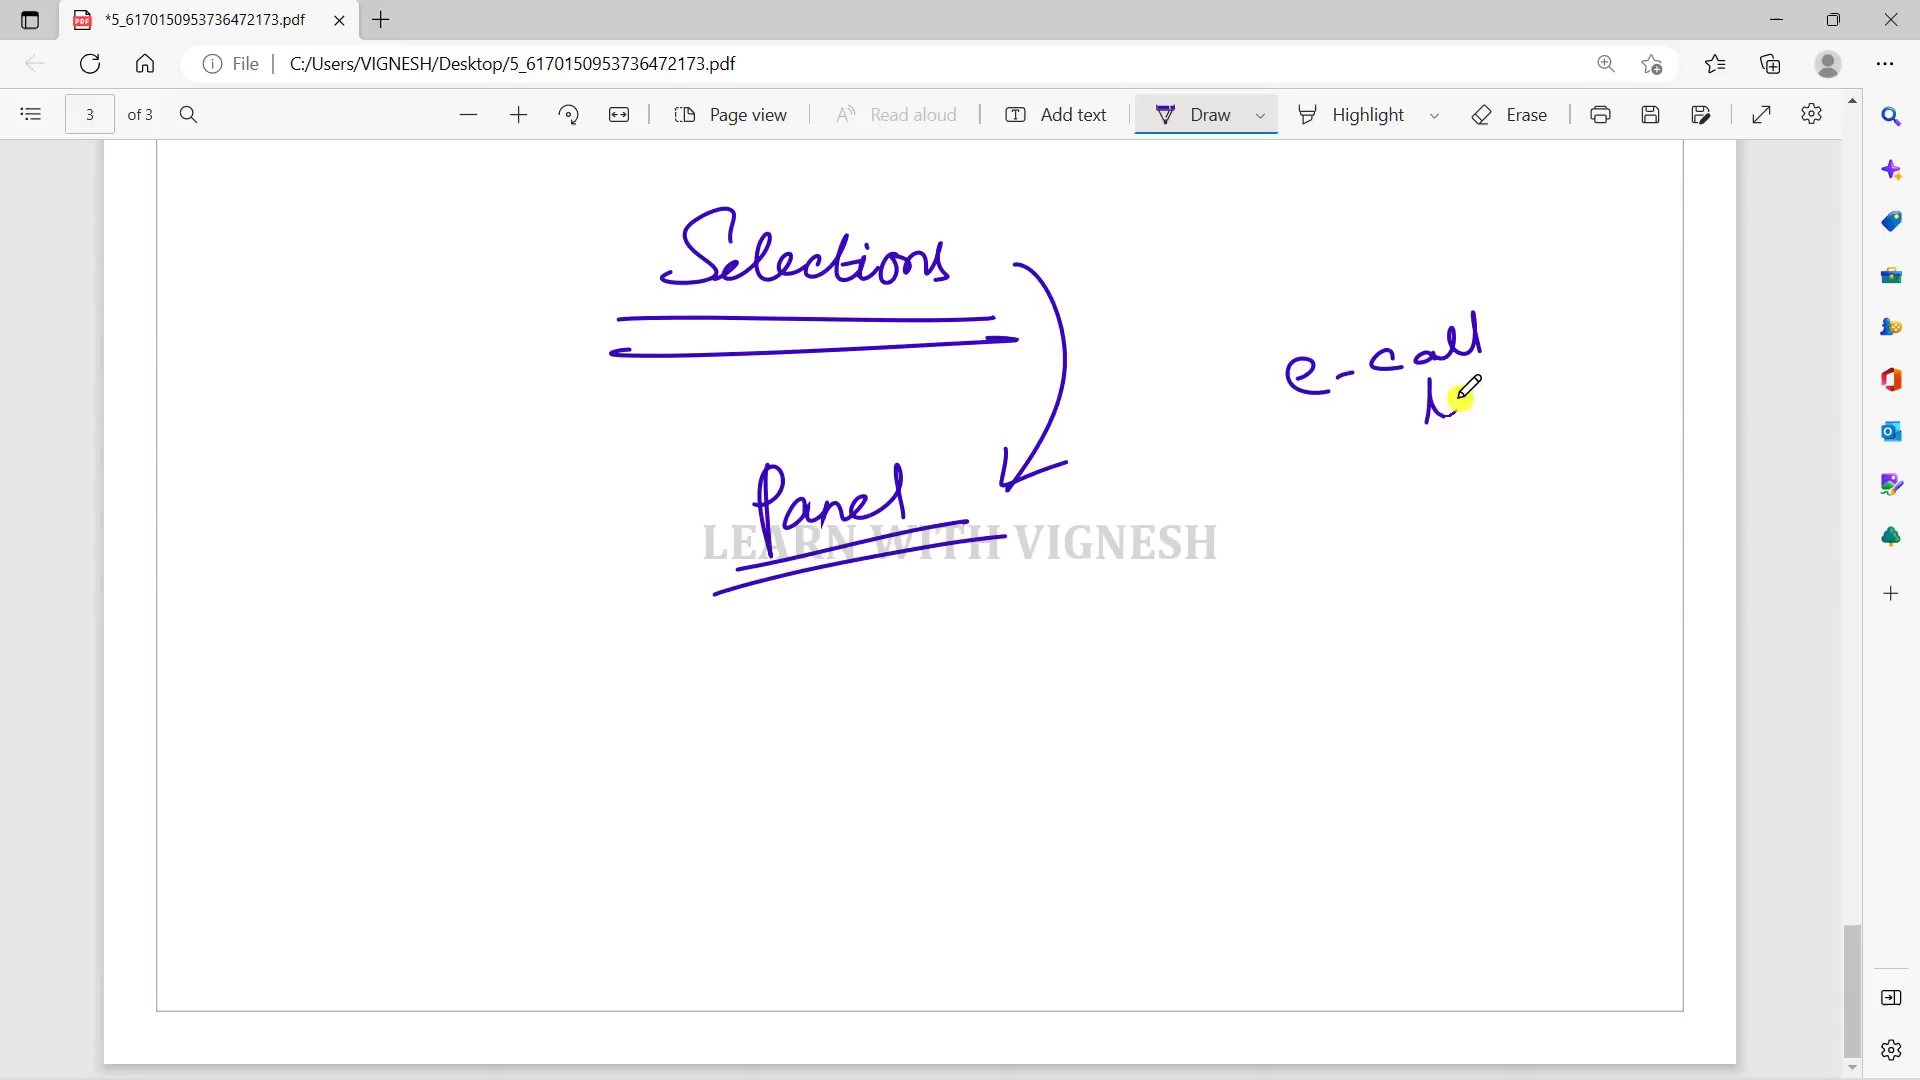 *5_6170150953736472173.pdf
File C:/Users/VIGNESH/Desktop/5_6170150953736472173.pdf
3 of 3 Page view Read aloud Add text Draw Highlight Erase
Selections
e-call
Panel
LEARN WITH VIGNESH